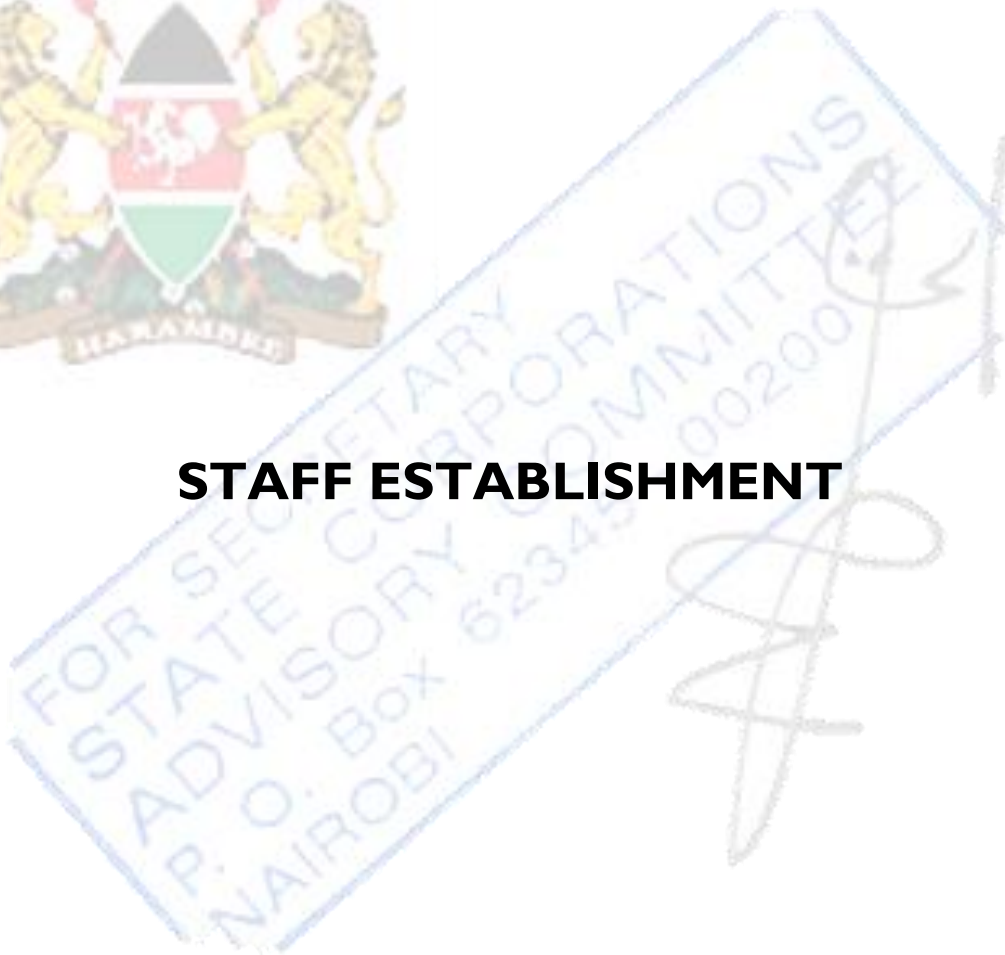 HARAMBEE
STAFF ESTABLISHMENT
FOR SECRETARY
STATE CORPORATIONS
ADVISORY COMMITTEE
P. O. Box 62345 00200
NAIROBI